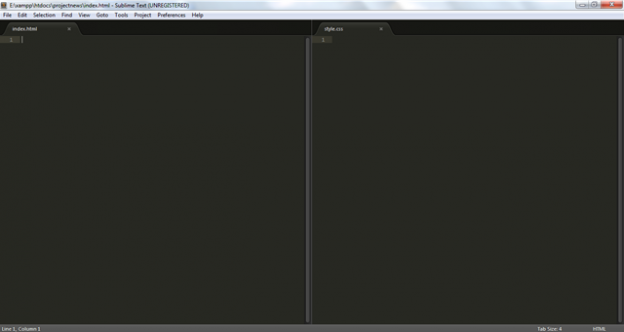 E:\xampp\htdocs\projectnews\index.html - Sublime Text (UNREGISTERED)
File Edit Selection Find View Goto Tools Project Preferences Help
index.html × style.css ×
1 1
Line 1, Column 1 Tab Size: 4 HTML